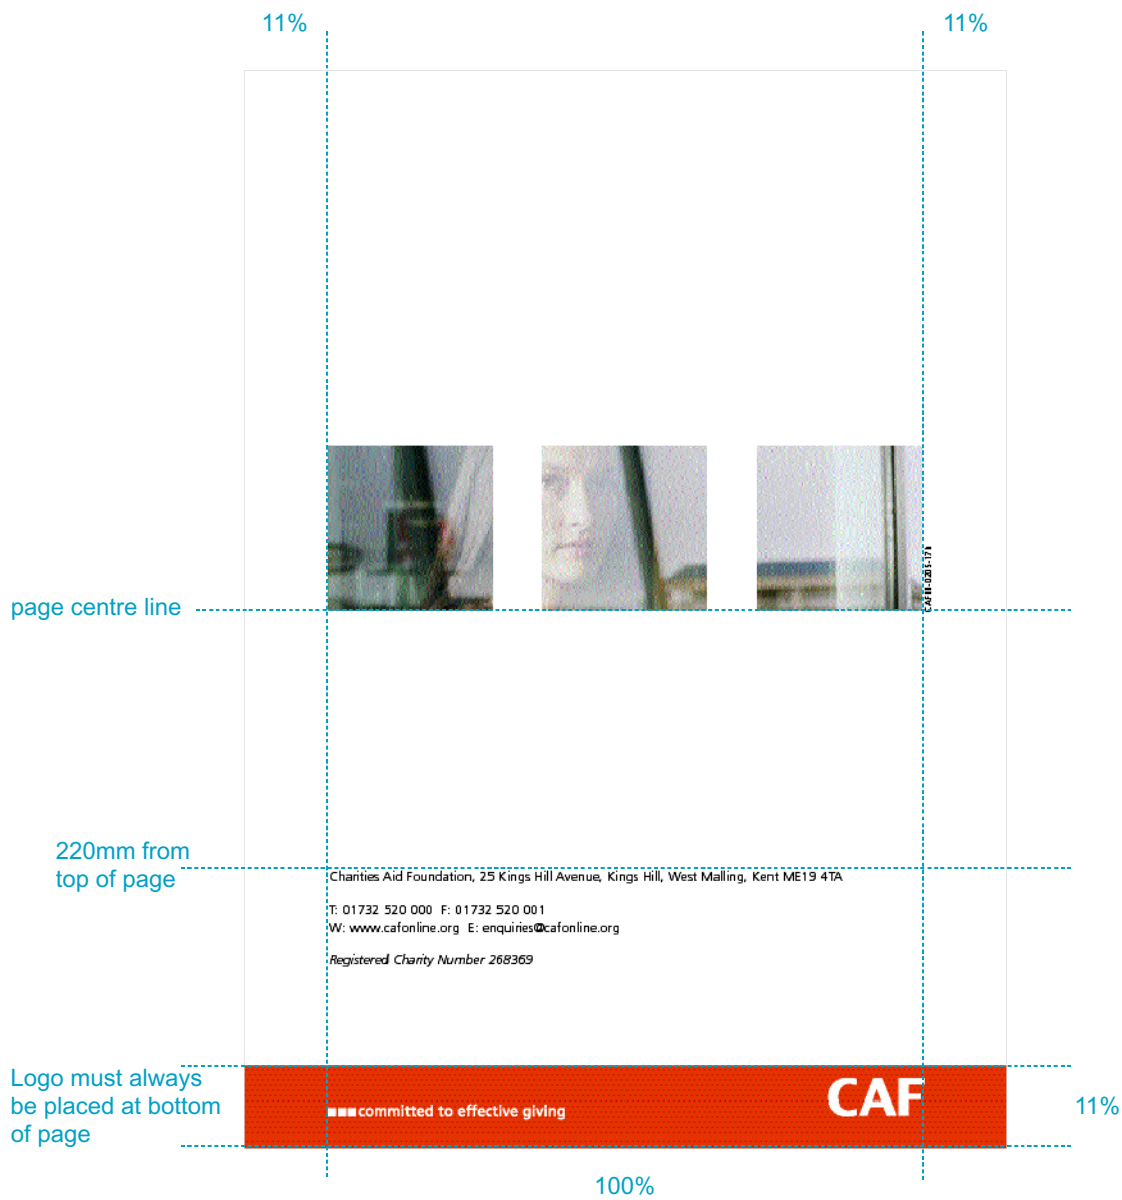 11%
11%
page centre line
220mm from
top of page
Charities Aid Foundation, 25 Kings Hill Avenue, Kings Hill, West Malling, Kent ME19 4TA
T: 01732 520 000 F: 01732 520 001
W: www.cafonline.org E: enquiries@cafonline.org
Registered Charity Number 268369
Logo must always
be placed at bottom
of page
committed to effective giving
CAF
11%
100%